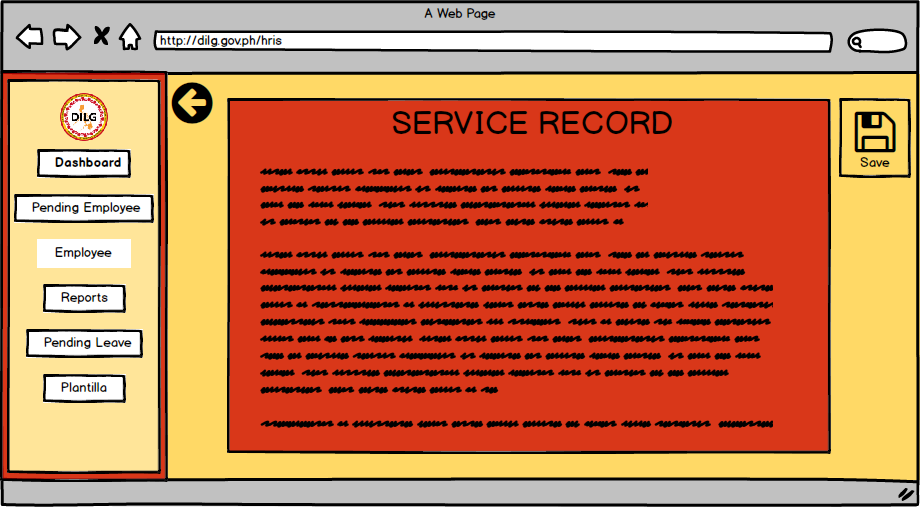 A Web Page
http://dilg.gov.ph/hris
DILG
Dashboard
Pending Employee
Employee
Reports
Pending Leave
Plantilla
SERVICE RECORD
Save